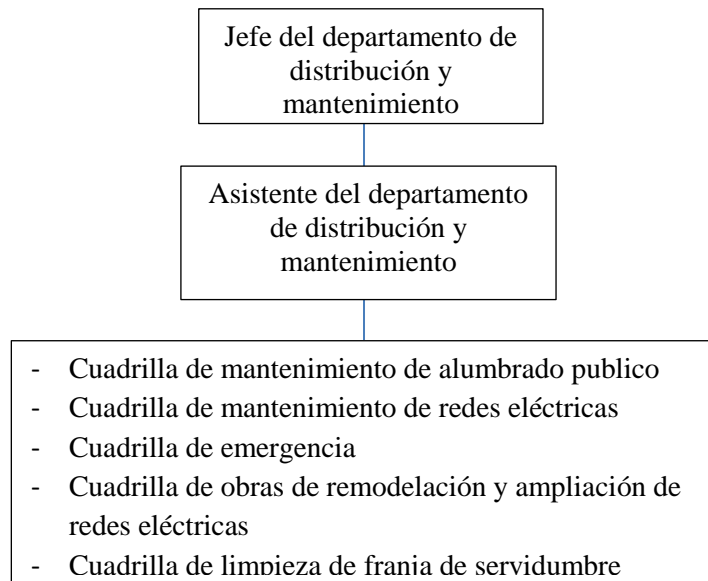 Jefe del departamento de
distribución y
mantenimiento
Asistente del departamento
de distribución y
mantenimiento
- Cuadrilla de mantenimiento de alumbrado publico
- Cuadrilla de mantenimiento de redes eléctricas
- Cuadrilla de emergencia
- Cuadrilla de obras de remodelación y ampliación de
redes eléctricas
- Cuadrilla de limpieza de franja de servidumbre